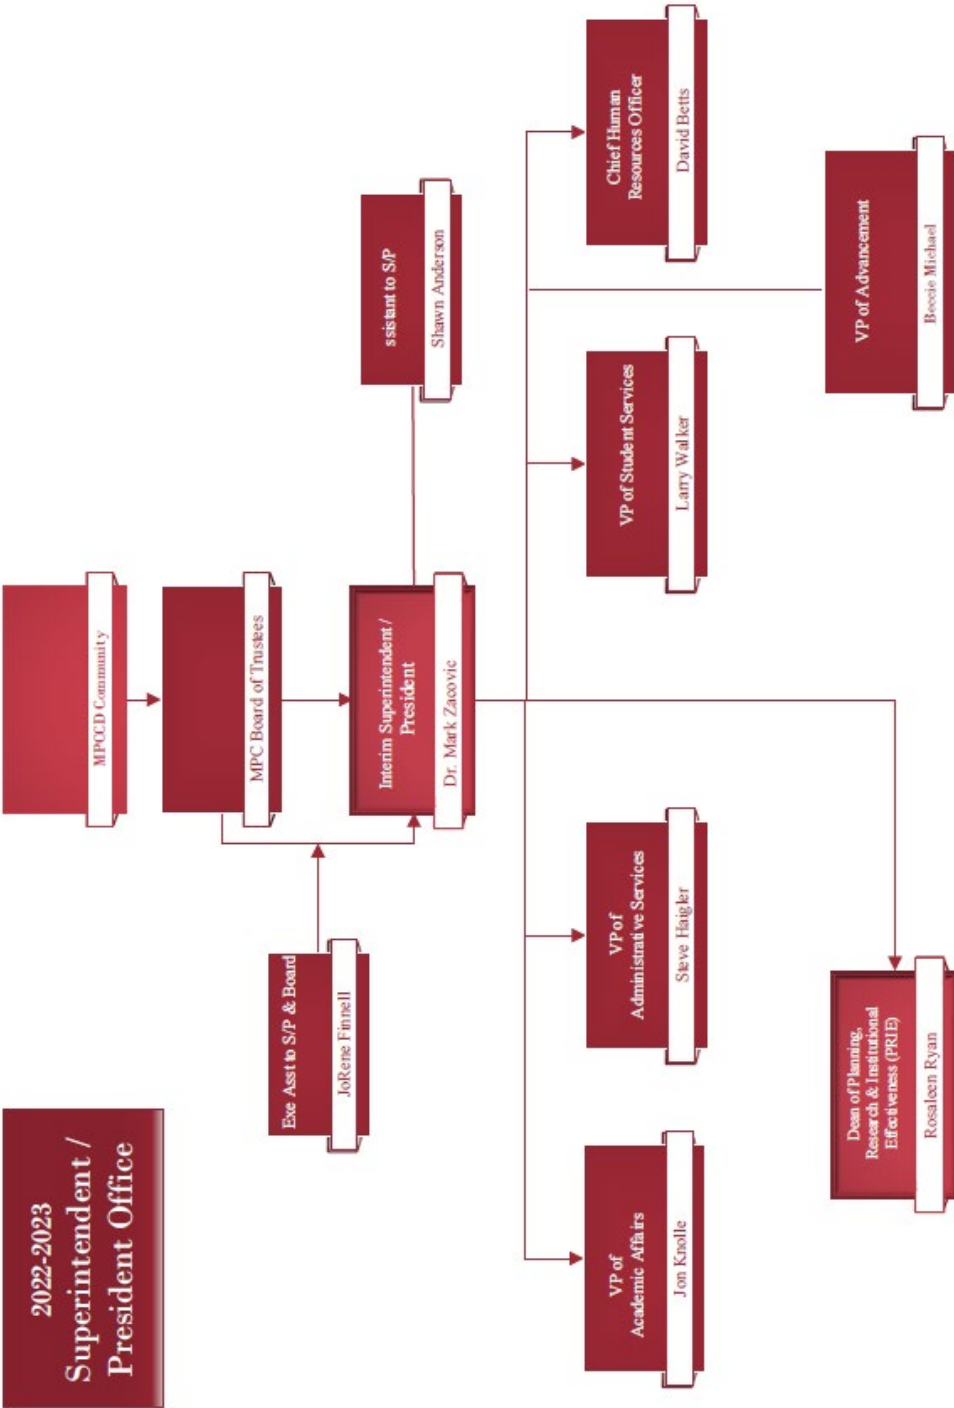 2022-2023
Superintendent /
President Office
MPCCD Community
MPC Board of Trustees
Exe Asst to S/P & Board
JoRene Finnell
Interim Superintendent /
President
Dr. Mark Zacovic
ssistant to S/P
Shawn Anderson
VP of
Academic Affairs
Jon Knolle
VP of
Administrative Services
Steve Haigler
VP of Student Services
Larry Walker
Chief Human
Resources Officer
David Betts
Dean of Planning,
Research & Institutional
Effectiveness (PRIE)
Rosaleen Ryan
VP of Advancement
Beccie Michael